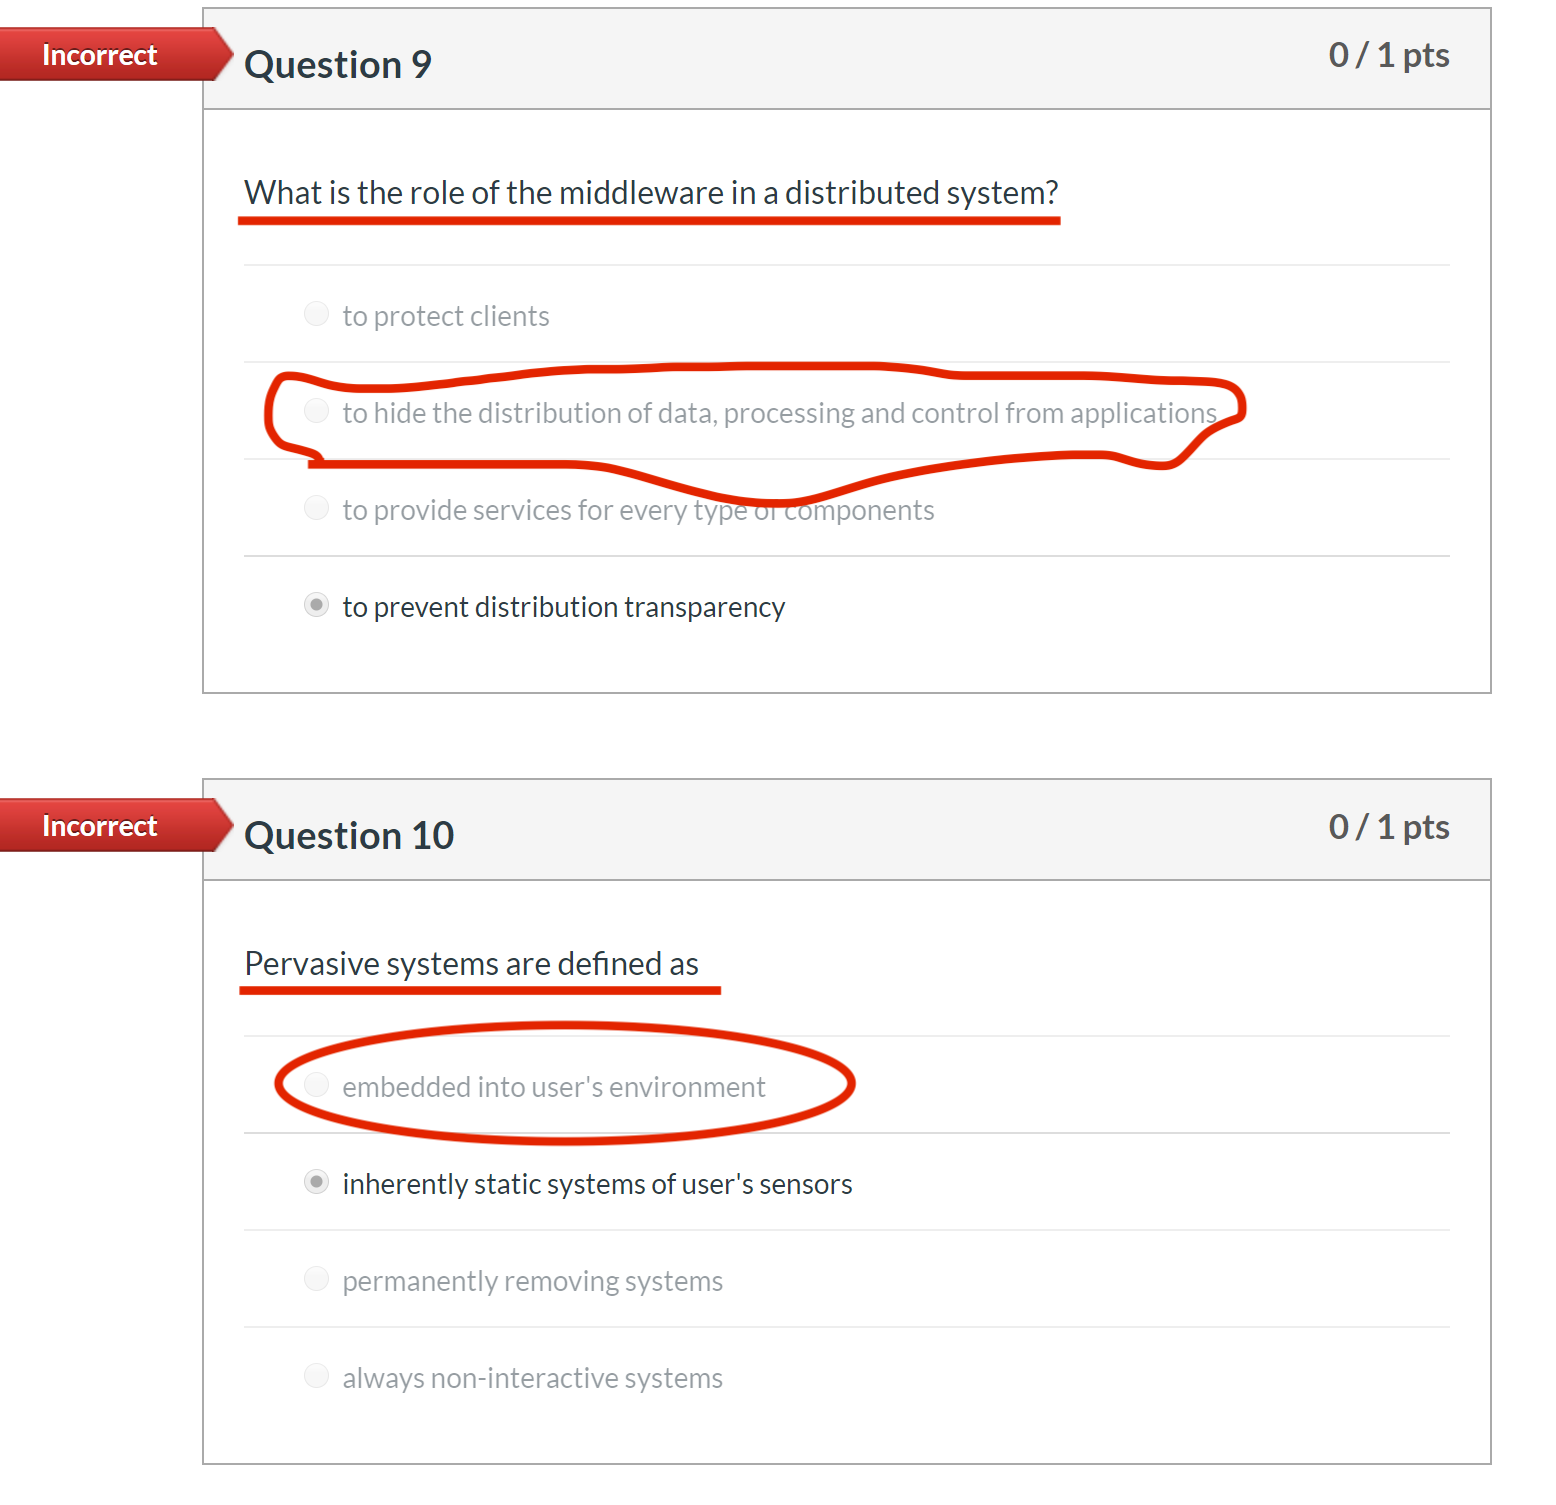 Incorrect
Question 9
0 / 1 pts
What is the role of the middleware in a distributed system?
to protect clients
to hide the distribution of data, processing and control from applications
to provide services for every type of components
to prevent distribution transparency
Incorrect
Question 10
0 / 1 pts
Pervasive systems are defined as
embedded into user's environment
inherently static systems of user's sensors
permanently removing systems
always non-interactive systems